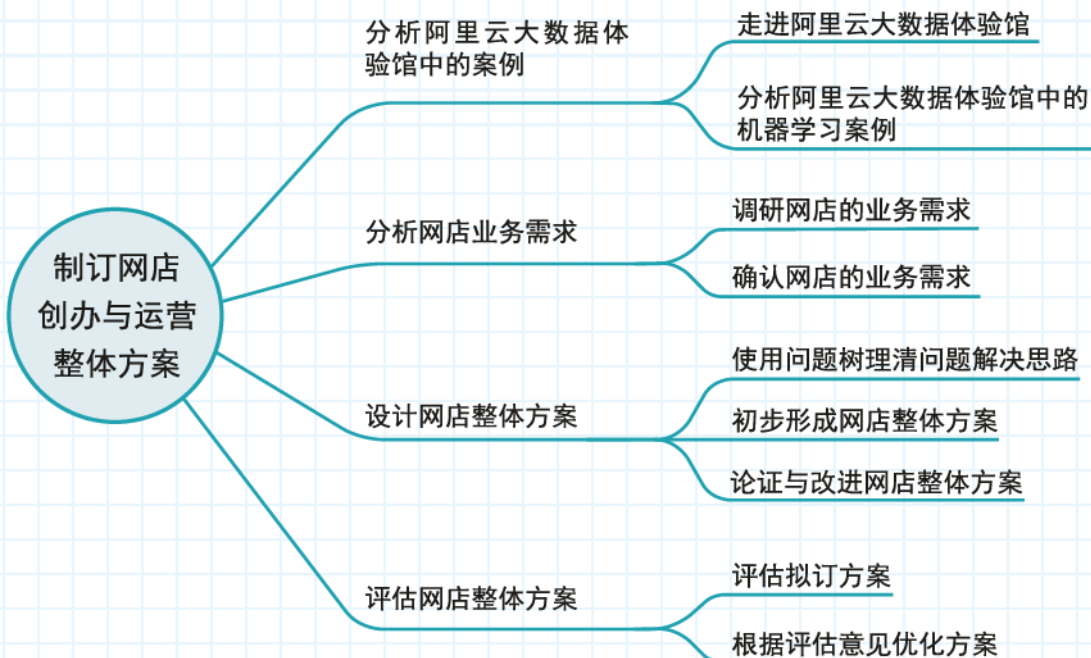 制订网店
创办与运营
整体方案
分析阿里云大数据体
验馆中的案例
走进阿里云大数据体验馆
分析阿里云大数据体验馆中的
机器学习案例
分析网店业务需求
调研网店的业务需求
确认网店的业务需求
设计网店整体方案
使用问题树理清问题解决思路
初步形成网店整体方案
论证与改进网店整体方案
评估网店整体方案
评估拟订方案
根据评估意见优化方案